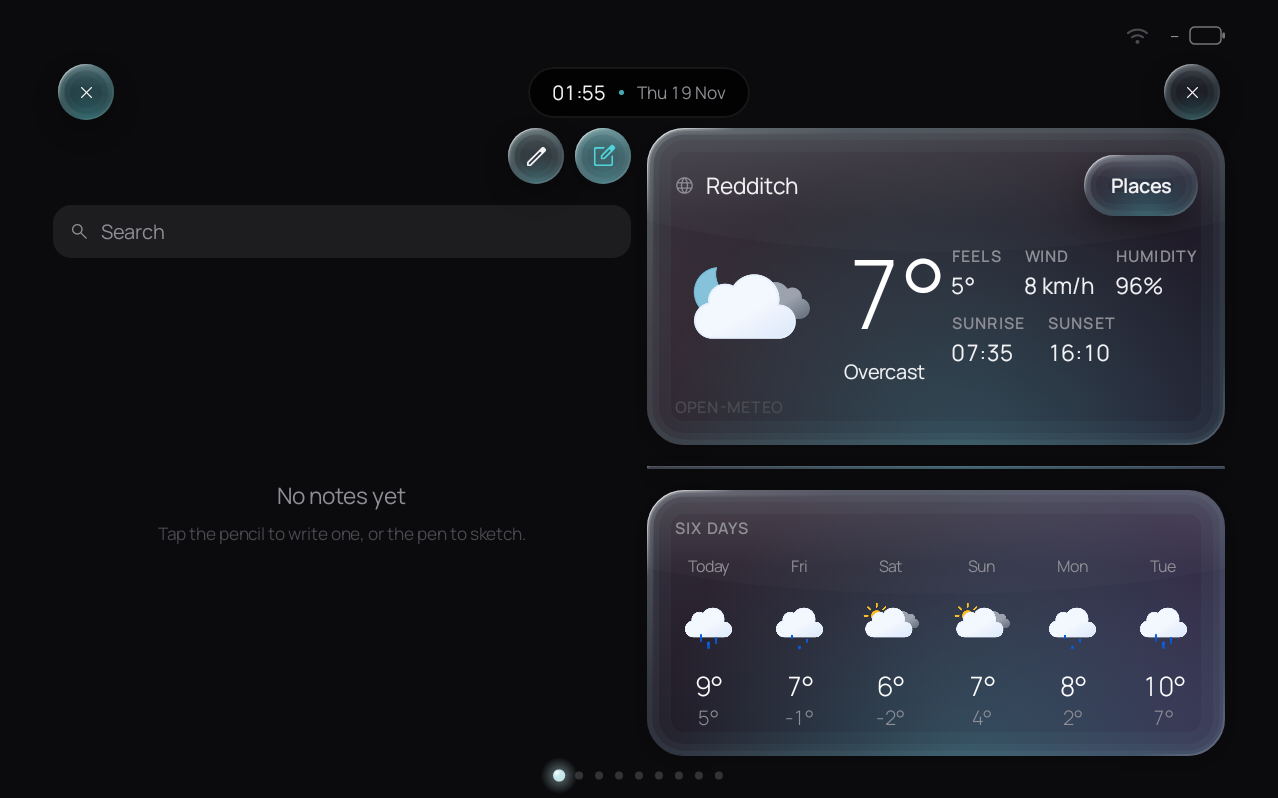 –
01:55 • Thu 19 Nov
Search
No notes yet
Tap the pencil to write one, or the pen to sketch.
Redditch
Places
7°
Overcast
FEELS WIND HUMIDITY
5° 8 km/h 96%
SUNRISE SUNSET
07:35 16:10
OPEN-METEO
SIX DAYS
Today Fri Sat Sun Mon Tue
9° 7° 6° 7° 8° 10°
5° -1° -2° 4° 2° 7°